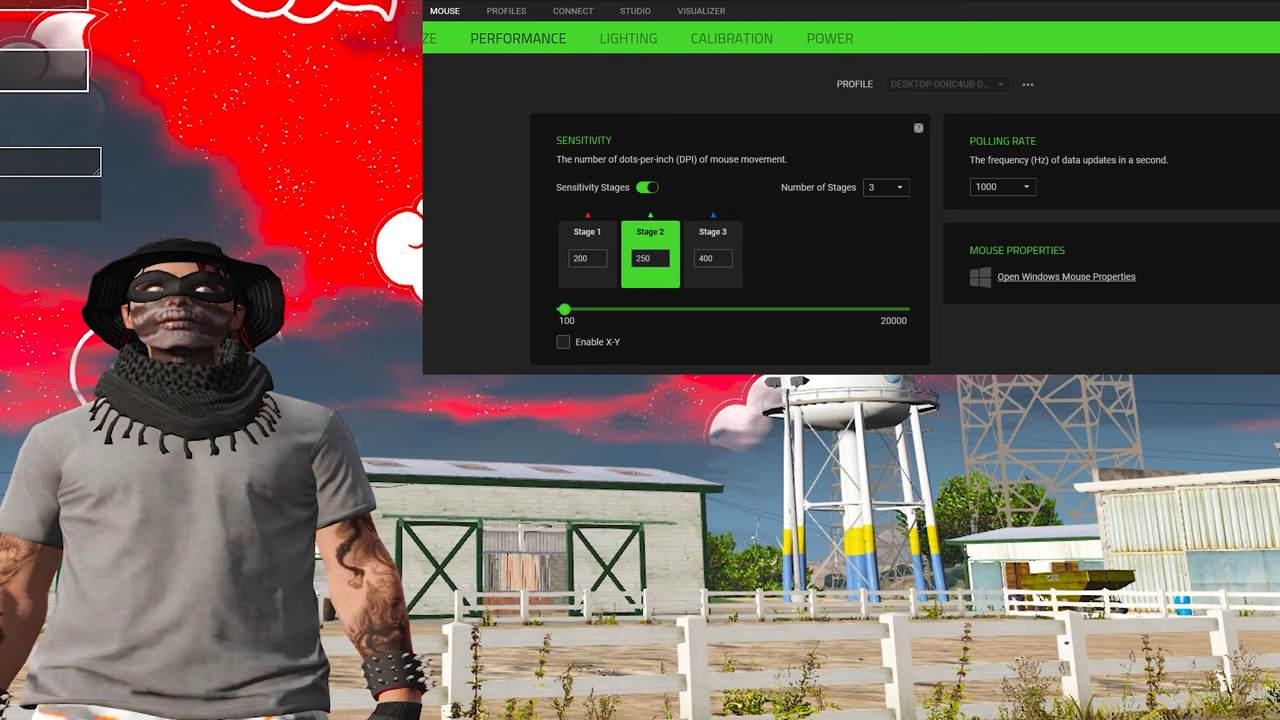 MOUSE PROFILES CONNECT STUDIO VISUALIZER
ZE PERFORMANCE LIGHTING CALIBRATION POWER
PROFILE DESKTOP-00RC4UB-D...
SENSITIVITY
The number of dots-per-inch (DPI) of mouse movement.
Sensitivity Stages
Number of Stages 3
Stage 1 Stage 2 Stage 3
200 250 400
100 20000
Enable X-Y
POLLING RATE
The frequency (Hz) of data updates in a second.
1000
MOUSE PROPERTIES
Open Windows Mouse Properties